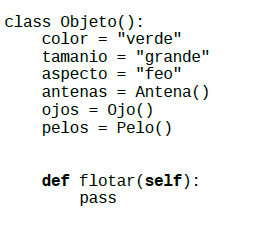 class Objeto():
    color = "verde"
    tamanio = "grande"
    aspecto = "feo"
    antenas = Antena()
    ojos = Ojo()
    pelos = Pelo()

    def flotar(self):
        pass